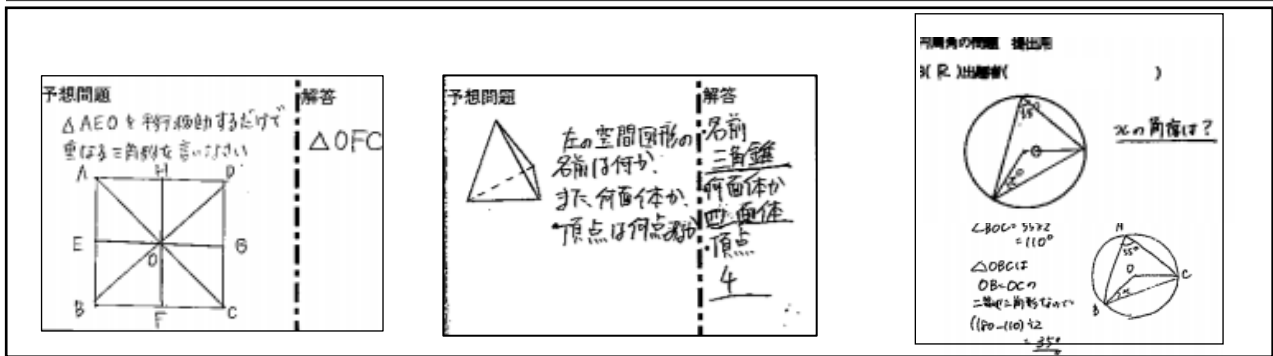 予想問題
△AEOを平行移動するだけで
重なる三角形を言いなさい
A H D
E O G
B F C
解答
△OFC
予想問題
左の空間図形の
名前は何か、
また、何面体か、
・頂点は何点あるか
解答
・名前
三角錐
何面体か
四面体
・頂点
4
円周角の問題 提出用
3( R )出題者( )
55°
O
x°
xの角度は?
∠BOC=55×2
=110°
△OBCは
OB=OCの
二等辺三角形なので
(180-110)÷2
=35°
A
55°
O
C
x
B